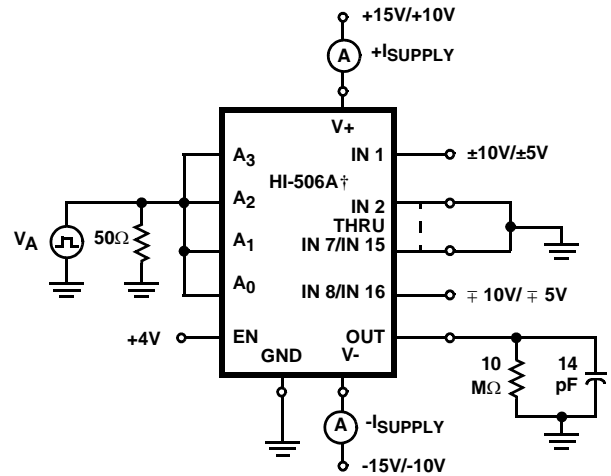 +15V/+10V
A
+ISUPPLY
V+
A3
IN 1
±10V/±5V
HI-506A†
A2
IN 2
THRU
VA
50Ω
A1
IN 7/IN 15
A0
IN 8/IN 16
∓ 10V/ ∓ 5V
+4V
EN
OUT
GND
V-
10
MΩ
14
pF
A
-ISUPPLY
-15V/-10V